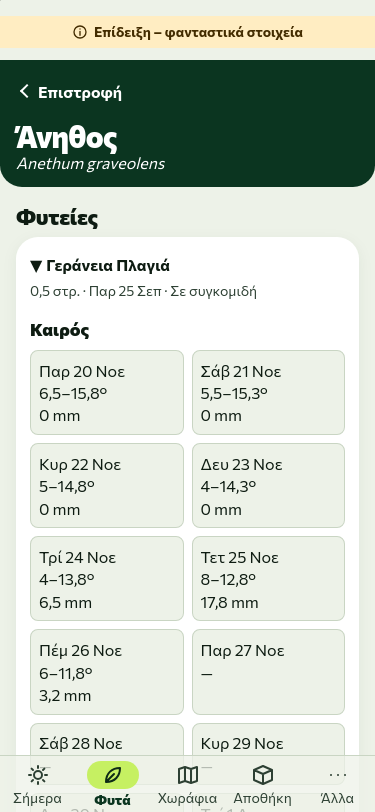 Επίδειξη – φανταστικά στοιχεία
Επιστροφή
Άνηθος
Anethum graveolens
Φυτείες
▼ Γεράνεια Πλαγιά
0,5 στρ. · Παρ 25 Σεπ · Σε συγκομιδή
Καιρός
Παρ 20 Νοε
6,5–15,8°
0 mm
Σάβ 21 Νοε
5,5–15,3°
0 mm
Κυρ 22 Νοε
5–14,8°
0 mm
Δευ 23 Νοε
4–14,3°
0 mm
Τρί 24 Νοε
4–13,8°
6,5 mm
Τετ 25 Νοε
8–12,8°
17,8 mm
Πέμ 26 Νοε
6–11,8°
3,2 mm
Παρ 27 Νοε
—
Σάβ 28 Νοε
—
Κυρ 29 Νοε
—
Σήμερα
Φυτά
Χωράφια
Αποθήκη
Άλλα